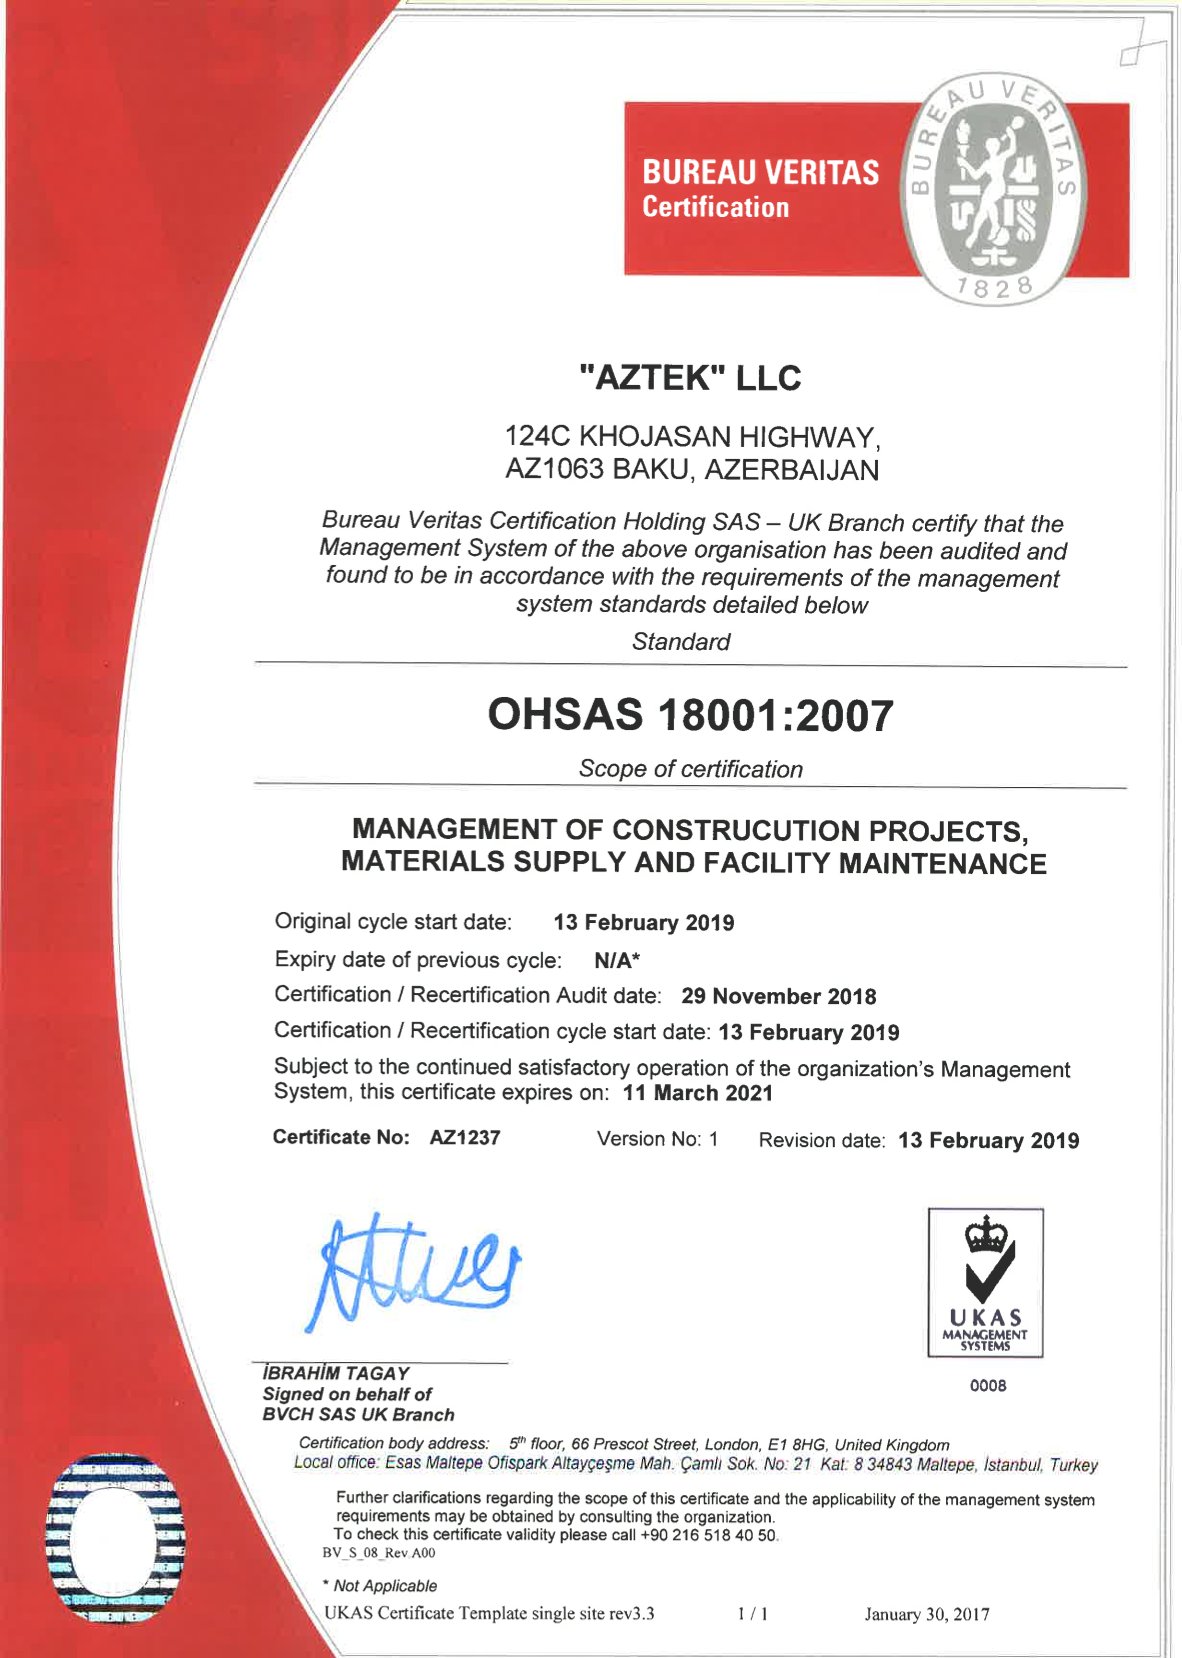 BUREAU VERITAS
Certification
BUREAU VERITAS
1828
"AZTEK" LLC
124C KHOJASAN HIGHWAY,
AZ1063 BAKU, AZERBAIJAN
Bureau Veritas Certification Holding SAS – UK Branch certify that the
Management System of the above organisation has been audited and
found to be in accordance with the requirements of the management
system standards detailed below
Standard
OHSAS 18001:2007
Scope of certification
MANAGEMENT OF CONSTRUCUTION PROJECTS,
MATERIALS SUPPLY AND FACILITY MAINTENANCE
Original cycle start date: 13 February 2019
Expiry date of previous cycle: N/A*
Certification / Recertification Audit date: 29 November 2018
Certification / Recertification cycle start date: 13 February 2019
Subject to the continued satisfactory operation of the organization's Management
System, this certificate expires on: 11 March 2021
Certificate No: AZ1237 Version No: 1 Revision date: 13 February 2019
UKAS
MANAGEMENT
SYSTEMS
0008
İBRAHİM TAGAY
Signed on behalf of
BVCH SAS UK Branch
Certification body address: 5th floor, 66 Prescot Street, London, E1 8HG, United Kingdom
Local office: Esas Maltepe Ofispark Altayçeşme Mah. Çamlı Sok. No: 21 Kat: 8 34843 Maltepe, İstanbul, Turkey
Further clarifications regarding the scope of this certificate and the applicability of the management system
requirements may be obtained by consulting the organization.
To check this certificate validity please call +90 216 518 40 50.
BV_S_08_Rev.A00
* Not Applicable
UKAS Certificate Template single site rev3.3 1 / 1 January 30, 2017